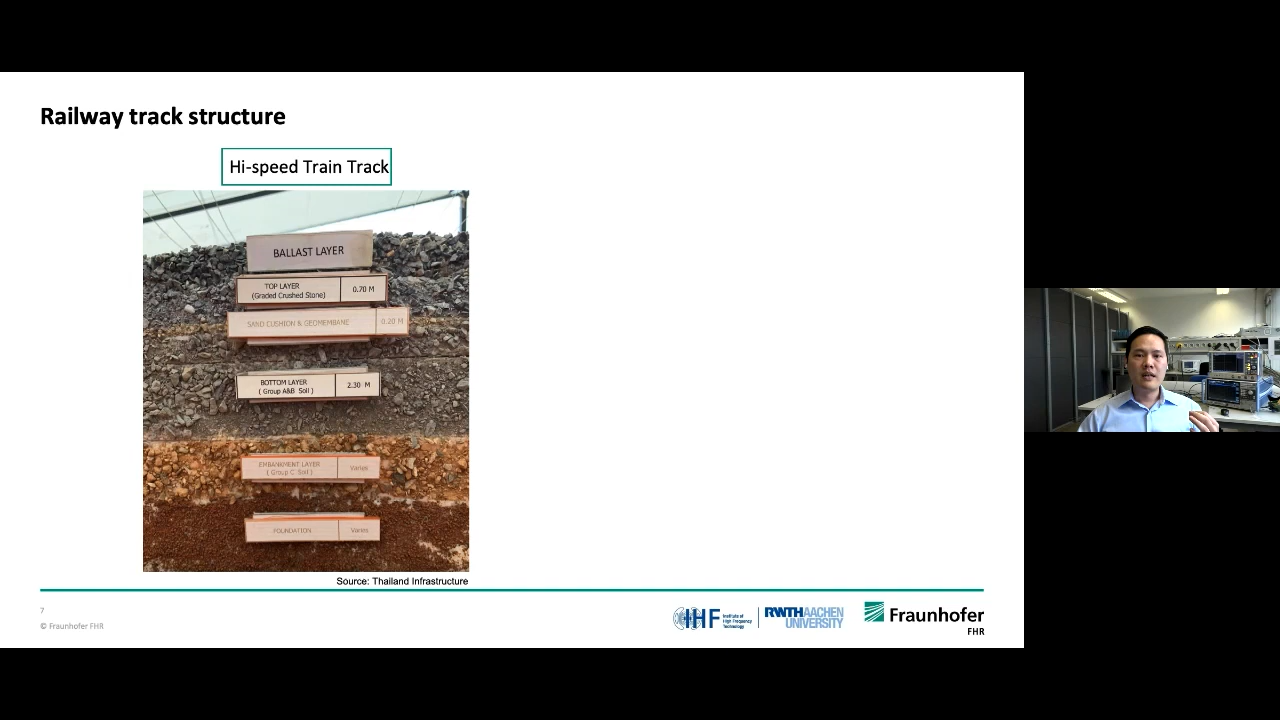 Railway track structure
Hi-speed Train Track
BALLAST LAYER
TOP LAYER
(Graded Crushed Stone)
0.70 M
SAND CUSHION & GEOMEMBANE
0.20 M
BOTTOM LAYER
( Group A&B Soil )
2.30 M
EMBANKMENT LAYER
( Group C Soil )
Varies
FOUNDATION
Varies
Source: Thailand Infrastructure
7
© Fraunhofer FHR
IHF
Institute of
High Frequency
Technology
RWTHAACHEN
UNIVERSITY
Fraunhofer
FHR